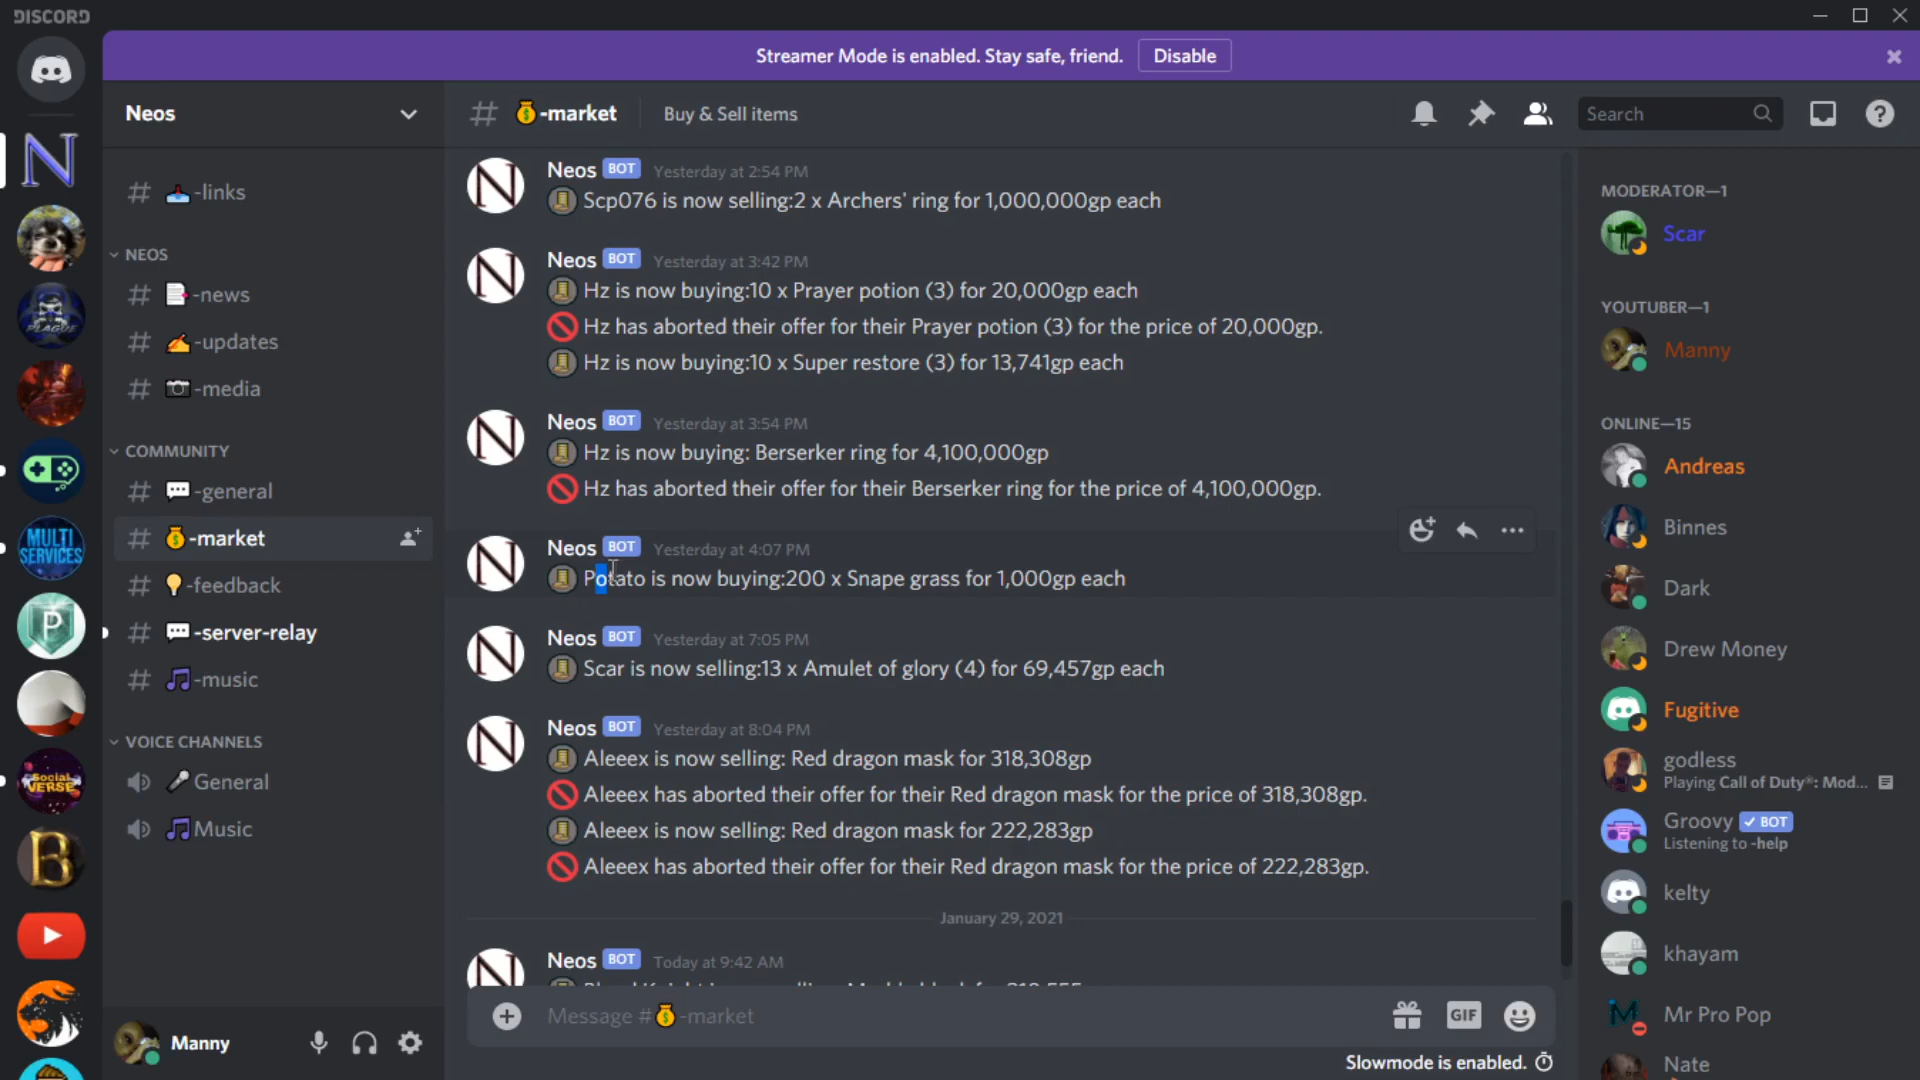 DISCORD
Streamer Mode is enabled. Stay safe, friend. Disable
Neos
-market Buy & Sell items
Search
-links
NEOS
-news
-updates
-media
COMMUNITY
-general
-market
-feedback
-server-relay
-music
VOICE CHANNELS
General
Music
Manny
PLAGUE
MULTI
SERVICES
Social
VERSE
Neos BOT Yesterday at 2:54 PM
Scp076 is now selling:2 x Archers' ring for 1,000,000gp each
Neos BOT Yesterday at 3:42 PM
Hz is now buying:10 x Prayer potion (3) for 20,000gp each
Hz has aborted their offer for their Prayer potion (3) for the price of 20,000gp.
Hz is now buying:10 x Super restore (3) for 13,741gp each
Neos BOT Yesterday at 3:54 PM
Hz is now buying: Berserker ring for 4,100,000gp
Hz has aborted their offer for their Berserker ring for the price of 4,100,000gp.
Neos BOT Yesterday at 4:07 PM
Potato is now buying:200 x Snape grass for 1,000gp each
Neos BOT Yesterday at 7:05 PM
Scar is now selling:13 x Amulet of glory (4) for 69,457gp each
Neos BOT Yesterday at 8:04 PM
Aleeex is now selling: Red dragon mask for 318,308gp
Aleeex has aborted their offer for their Red dragon mask for the price of 318,308gp.
Aleeex is now selling: Red dragon mask for 222,283gp
Aleeex has aborted their offer for their Red dragon mask for the price of 222,283gp.
January 29, 2021
Neos BOT Today at 9:42 AM
Message # -market
GIF
Slowmode is enabled.
MODERATOR—1
Scar
YOUTUBER—1
Manny
ONLINE—15
Andreas
Binnes
Dark
Drew Money
Fugitive
godless
Playing Call of Duty®: Mod...
Groovy ✓ BOT
Listening to -help
kelty
khayam
Mr Pro Pop
Nate